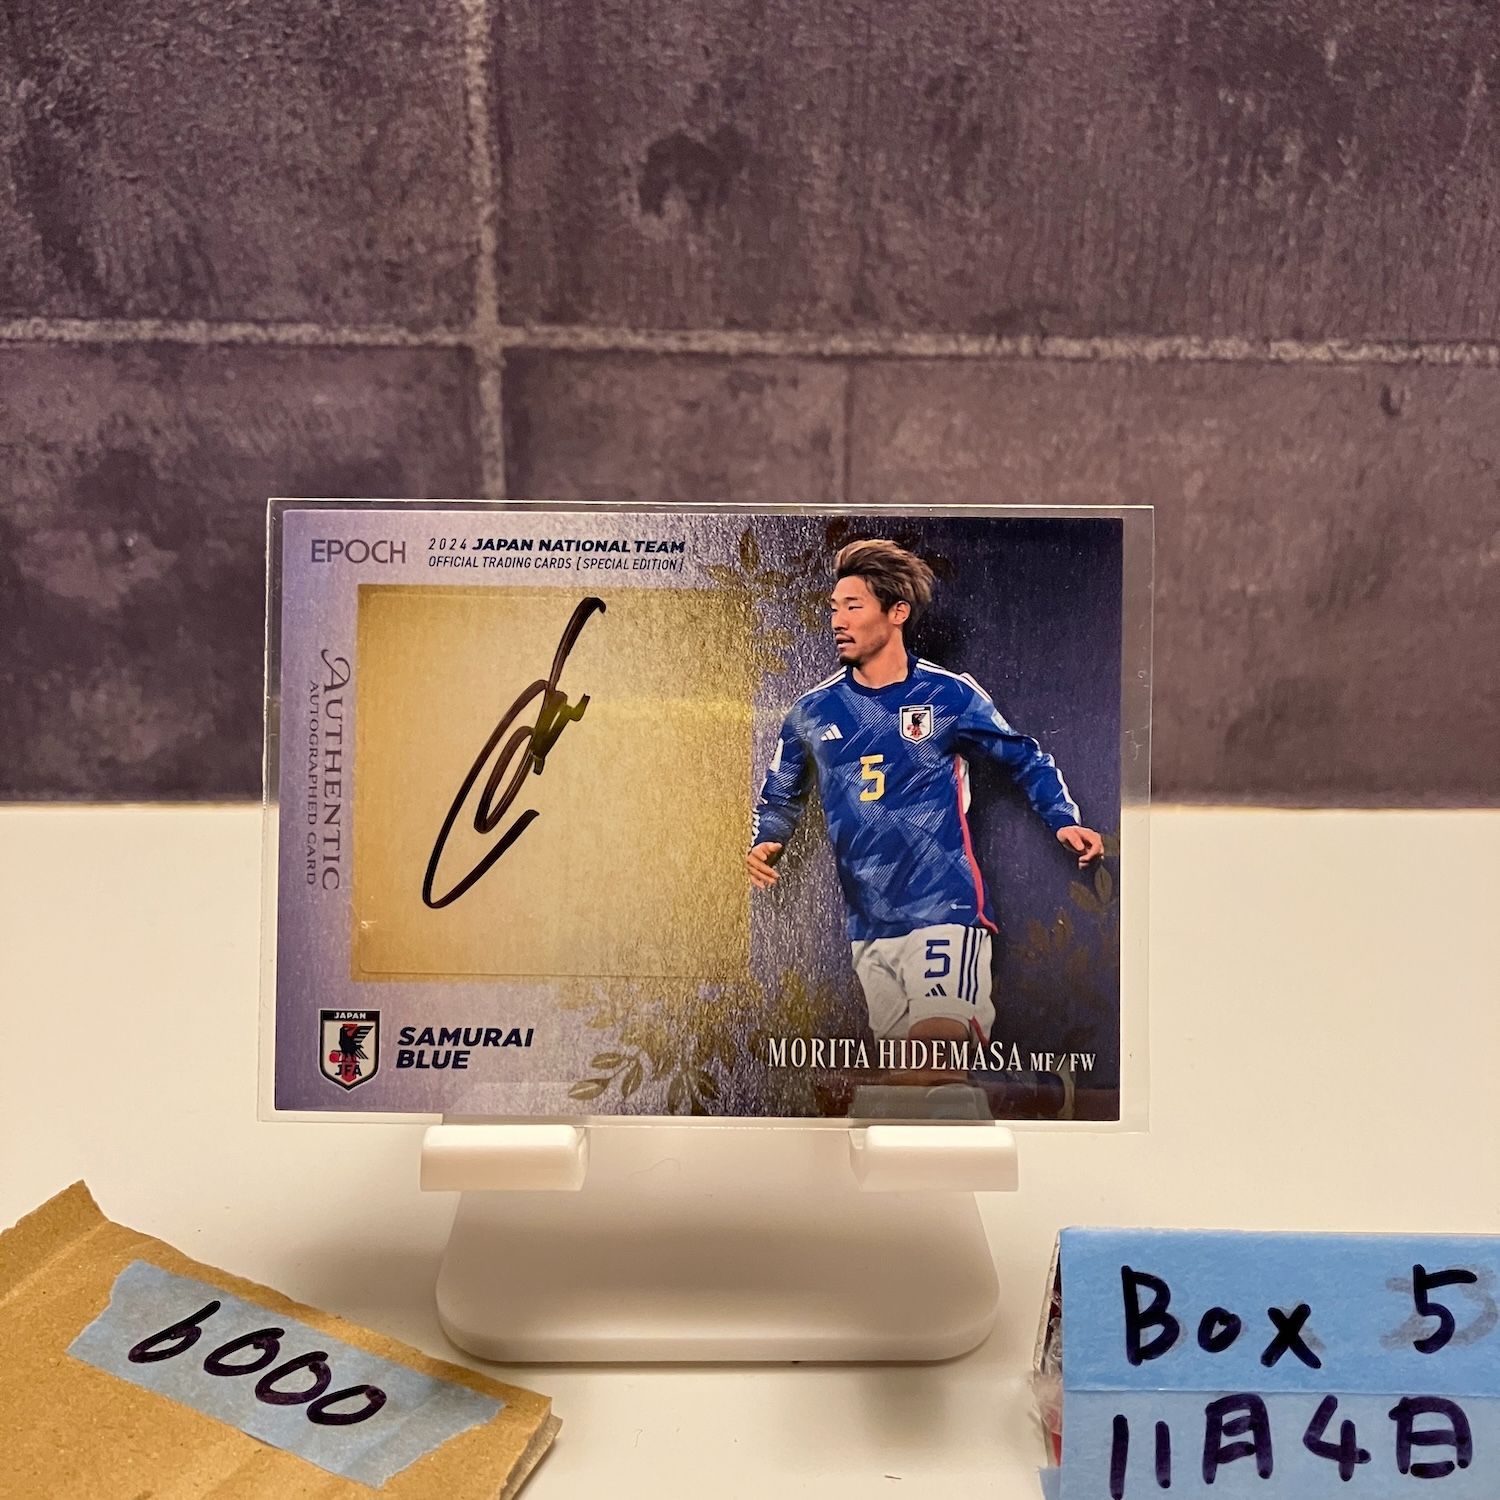 EPOCH
2024 JAPAN NATIONAL TEAM
OFFICIAL TRADING CARDS [SPECIAL EDITION]
AUTHENTIC
AUTOGRAPHED CARD
5
5
JAPAN
JFA
SAMURAI
BLUE
MORITA HIDEMASA MF/FW
6000
Box 5
11月4日